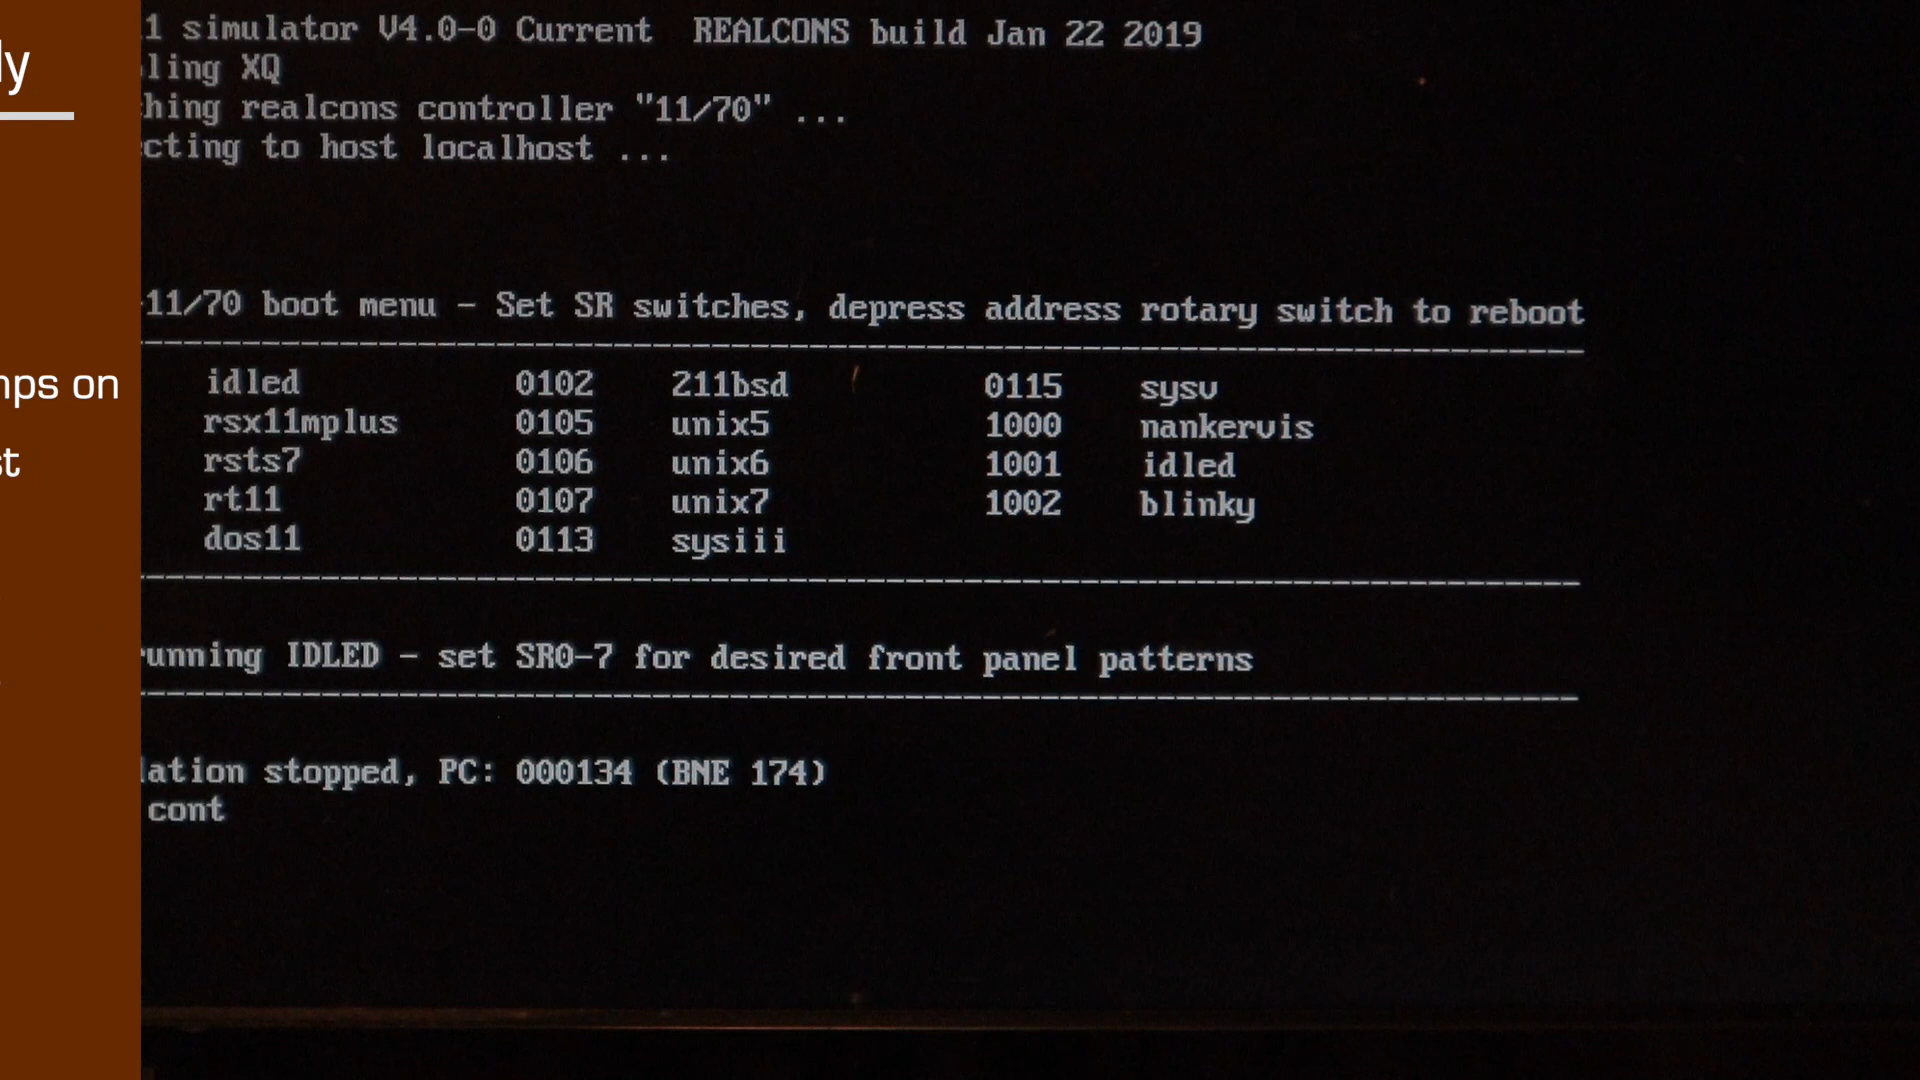 ly
1 simulator V4.0-0 Current  REALCONS build Jan 22 2019
ling XQ
hing realcons controller "11/70" ...
cting to host localhost ...
-11/70 boot menu - Set SR switches, depress address rotary switch to reboot
idled 0102 211bsd 0115 sysv
mps on
rsx11mplus 0105 unix5 1000 nankervis
rsts7 0106 unix6 1001 idled
st
rt11 0107 unix7 1002 blinky
dos11 0113 sysiii
running IDLED - set SR0-7 for desired front panel patterns
lation stopped, PC: 000134 (BNE 174)
cont